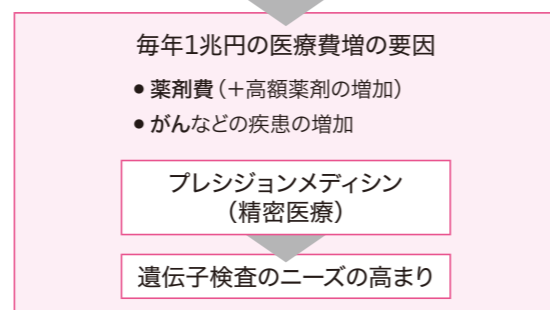 毎年1兆円の医療費増の要因
● 薬剤費（＋高額薬剤の増加）
● がんなどの疾患の増加
プレシジョンメディシン
（精密医療）
遺伝子検査のニーズの高まり